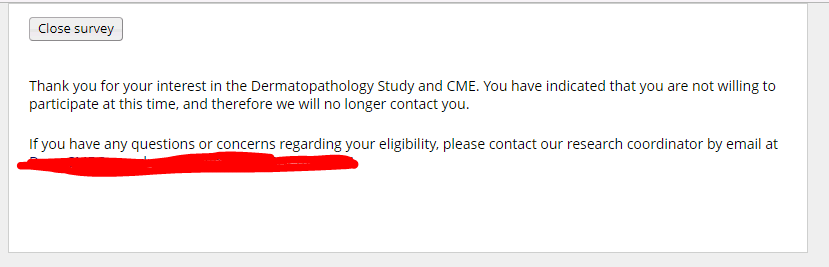 Close survey
Thank you for your interest in the Dermatopathology Study and CME. You have indicated that you are not willing to
participate at this time, and therefore we will no longer contact you.
If you have any questions or concerns regarding your eligibility, please contact our research coordinator by email at